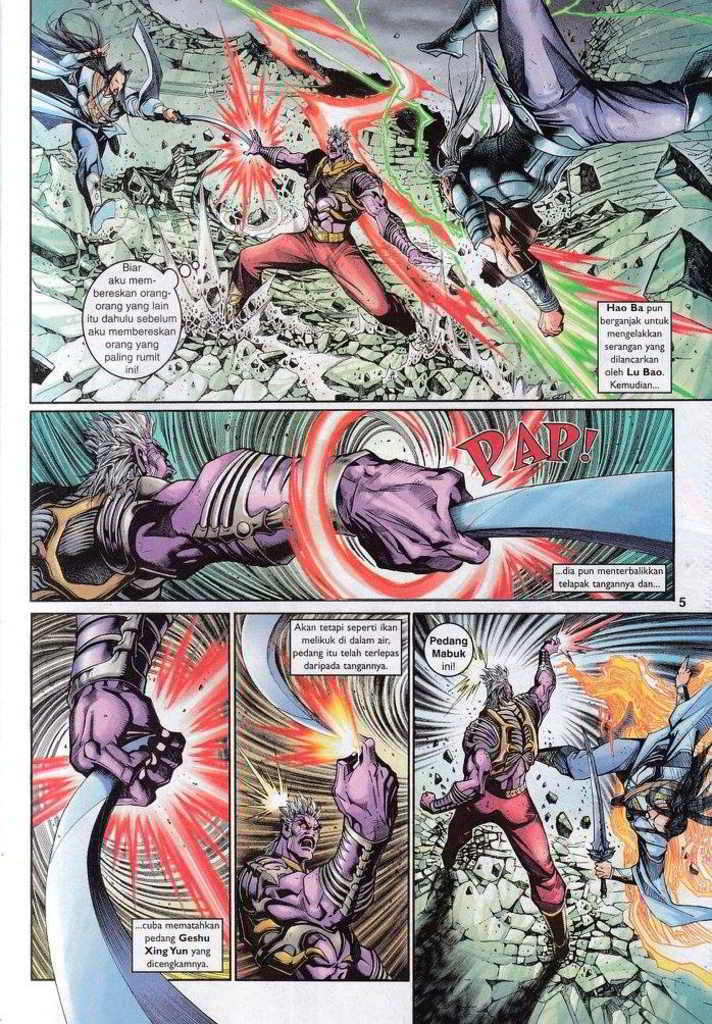 Biar
aku mem-
bereskan orang-
orang yang lain
itu dahulu sebelum
aku membereskan
orang yang
paling rumit
ini!
Hao Ba pun
berganjak untuk
mengelakkan
serangan yang
dilancarkan
oleh Lu Bao.
Kemudian...
PAP!
...dia pun menterbalikkan
telapak tangannya dan...
5
...cuba mematahkan
pedang Geshu
Xing Yun yang
dicengkamnya.
Akan tetapi seperti ikan
melikuk di dalam air,
pedang itu telah terlepas
daripada tangannya.
Pedang
Mabuk
ini!